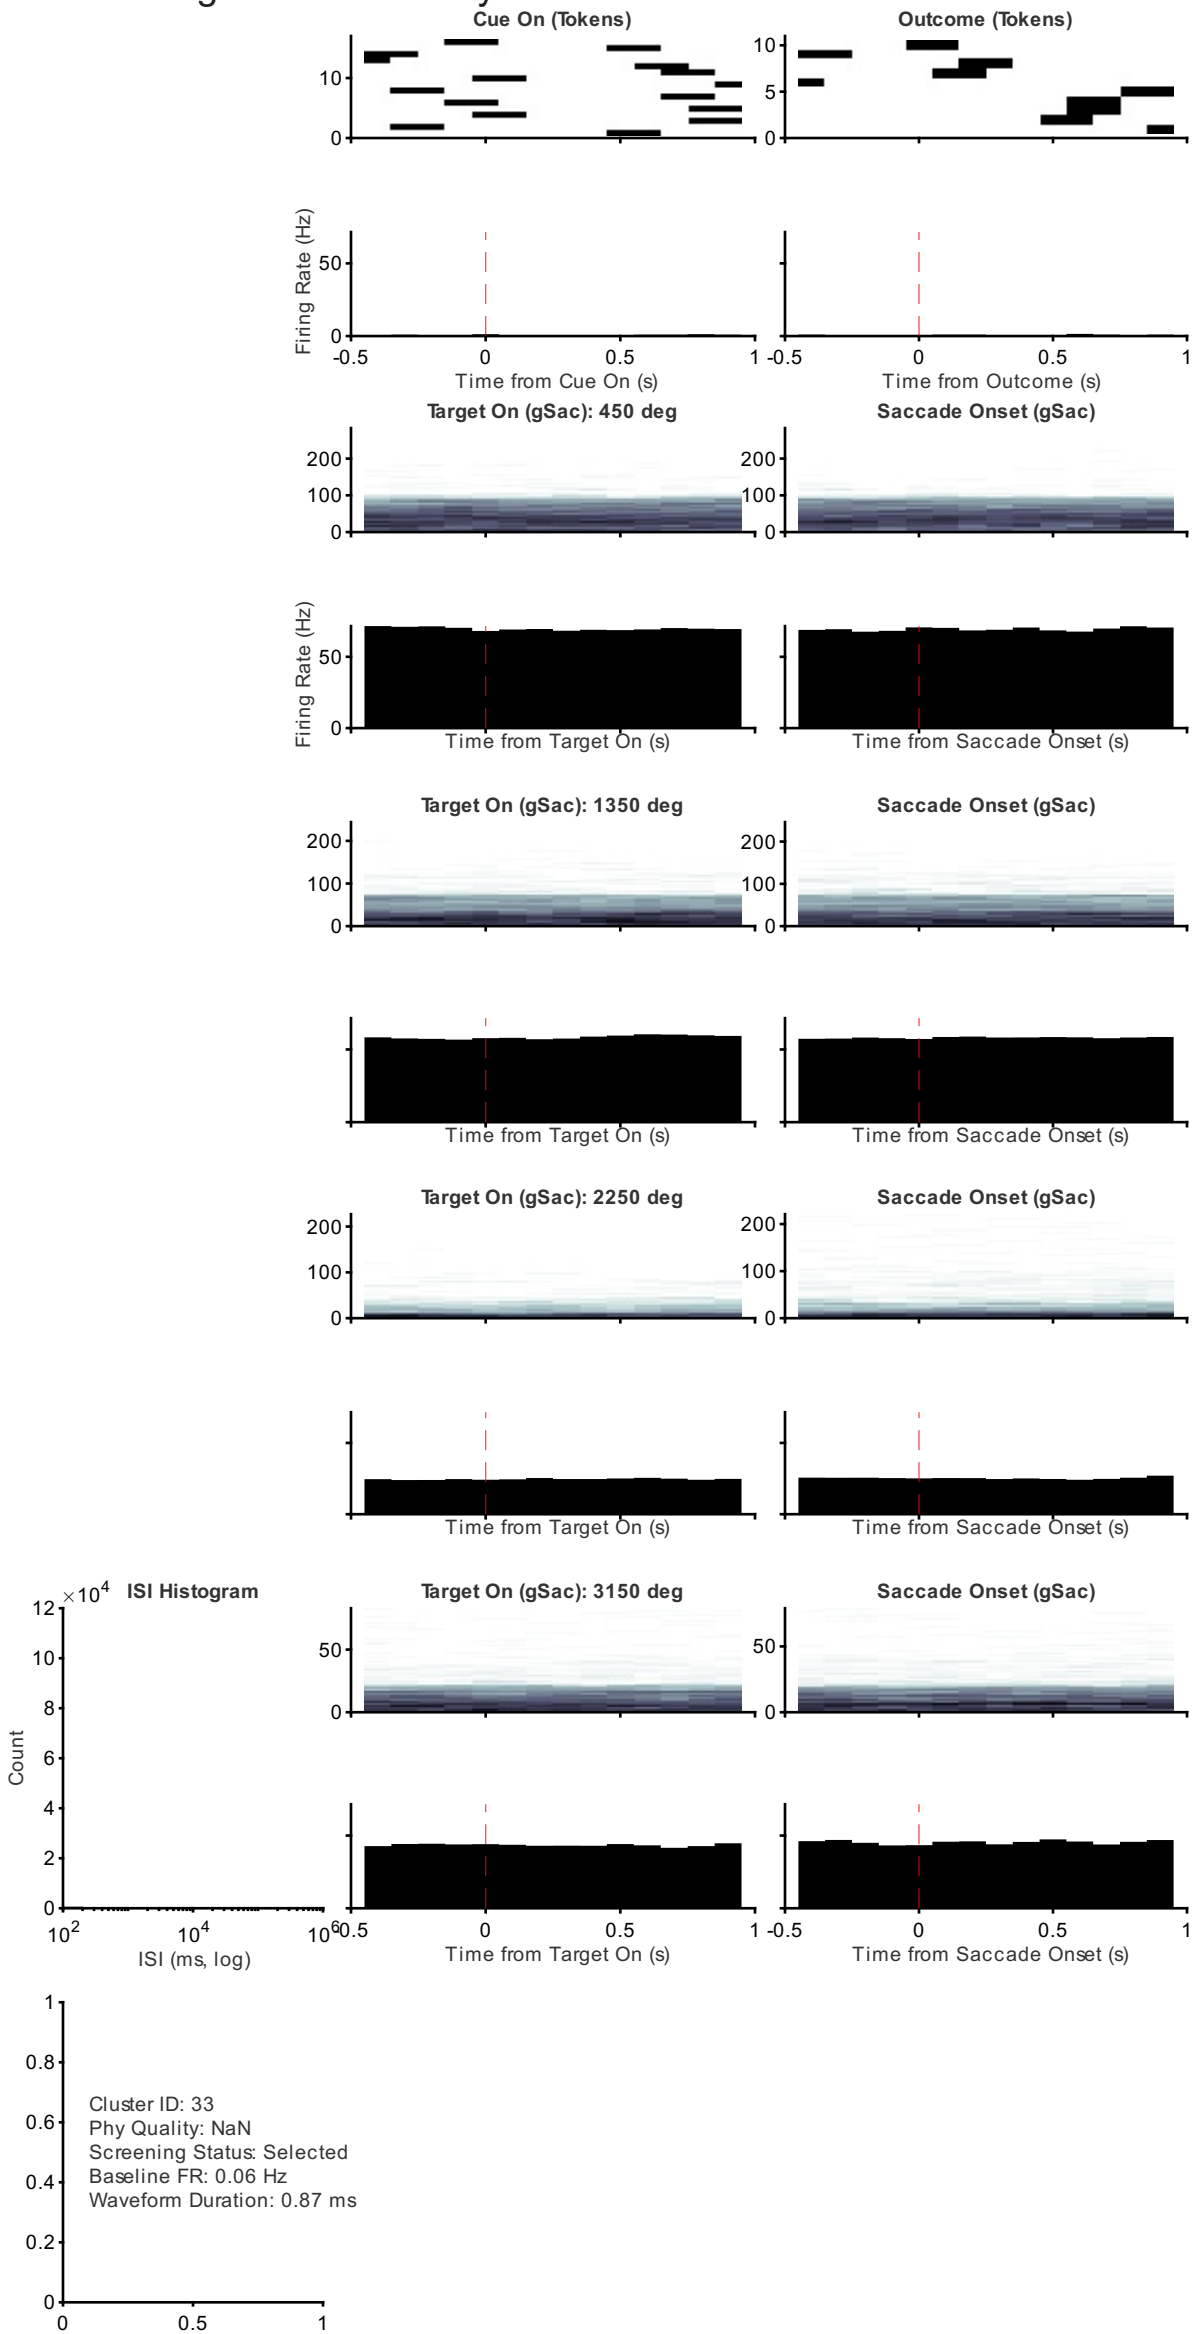 Cue On (Tokens)
Outcome (Tokens)
10
0
10
5
0
Firing Rate (Hz)
50
0
-0.5 0 0.5 1
-0.5 0 0.5 1
Time from Cue On (s)
Time from Outcome (s)
Target On (gSac): 450 deg
Saccade Onset (gSac)
200
100
0
200
100
0
Firing Rate (Hz)
50
0
Time from Target On (s)
Time from Saccade Onset (s)
Target On (gSac): 1350 deg
Saccade Onset (gSac)
200
100
0
200
100
0
Time from Target On (s)
Time from Saccade Onset (s)
Target On (gSac): 2250 deg
Saccade Onset (gSac)
200
100
0
200
100
0
Time from Target On (s)
Time from Saccade Onset (s)
×10^4 ISI Histogram
Target On (gSac): 3150 deg
Saccade Onset (gSac)
12
10
8
6
4
2
0
Count
10^2 10^4 10^6
ISI (ms, log)
50
0
50
0
-0.5 0 0.5 1
-0.5 0 0.5 1
Time from Target On (s)
Time from Saccade Onset (s)
1
0.8
0.6
0.4
0.2
0
Cluster ID: 33
Phy Quality: NaN
Screening Status: Selected
Baseline FR: 0.06 Hz
Waveform Duration: 0.87 ms
0 0.5 1